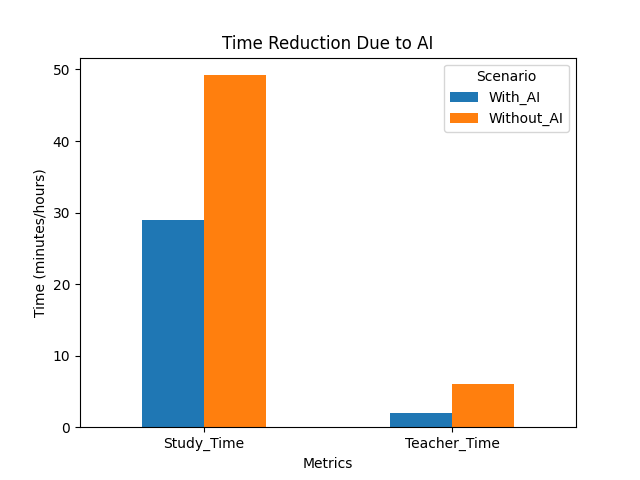 Time Reduction Due to AI
Scenario
With_AI
Without_AI
50
40
30
20
10
0
Time (minutes/hours)
Study_Time
Teacher_Time
Metrics